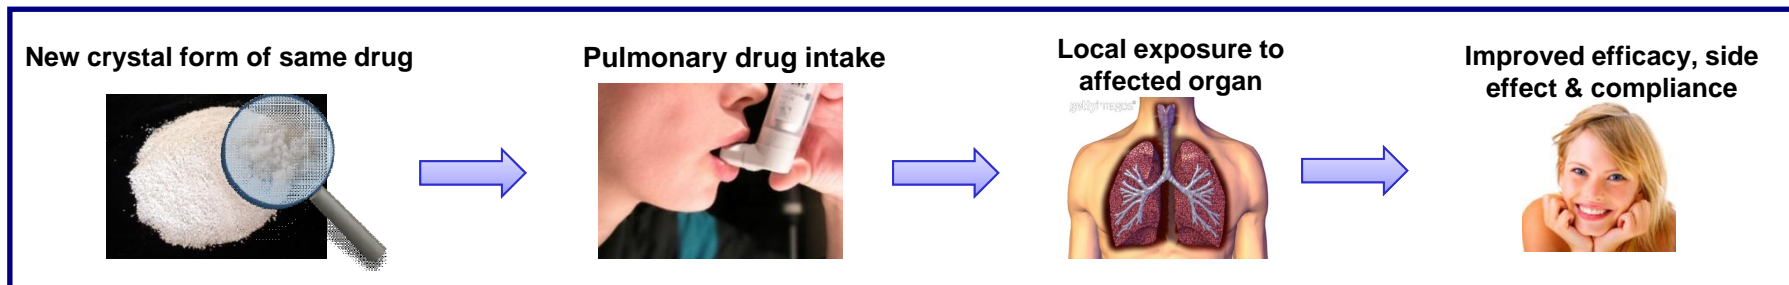 New crystal form of same drug
Pulmonary drug intake
Local exposure to
affected organ
gettyimages®
Improved efficacy, side
effect & compliance